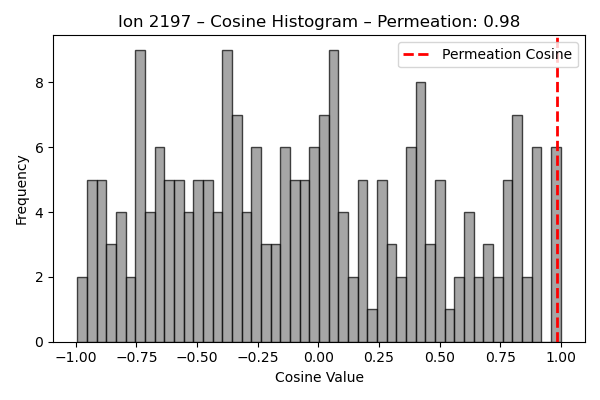 Ion 2197 – Cosine Histogram – Permeation: 0.98
Permeation Cosine
Frequency
8
6
4
2
0
−1.00 −0.75 −0.50 −0.25 0.00 0.25 0.50 0.75 1.00
Cosine Value